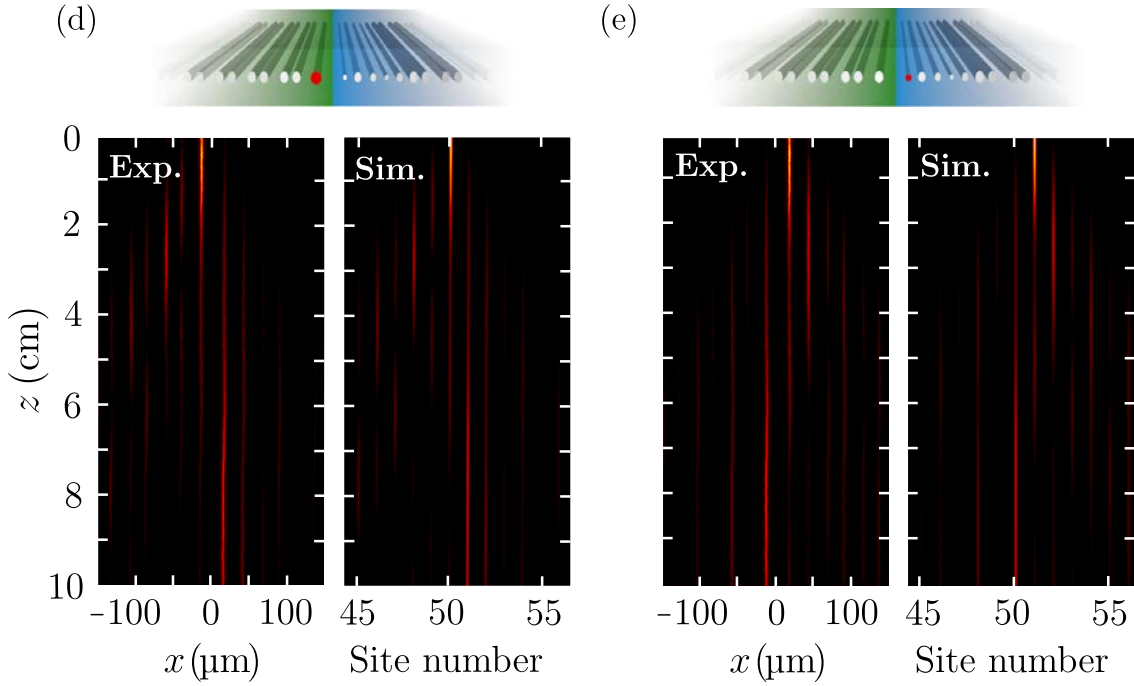 (d)
(e)
Exp.
Sim.
Exp.
Sim.
0
2
4
6
8
10
z (cm)
-100 0 100
45 50 55
-100 0 100
45 50 55
x (µm)
Site number
x (µm)
Site number